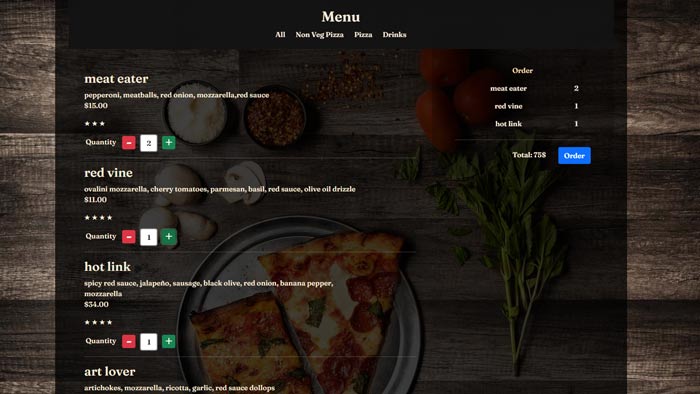 Menu
All Non Veg Pizza Pizza Drinks
meat eater
pepperoni, meatballs, red onion, mozzarella,red sauce
$15.00
★ ★ ★
Quantity - 2 +
red vine
ovalini mozzarella, cherry tomatoes, parmesan, basil, red sauce, olive oil drizzle
$11.00
★ ★ ★ ★
Quantity - 1 +
hot link
spicy red sauce, jalapeño, sausage, black olive, red onion, banana pepper,
mozzarella
$34.00
★ ★ ★ ★
Quantity - 1 +
art lover
artichokes, mozzarella, ricotta, garlic, red sauce dollops
Order
meat eater 2
red vine 1
hot link 1
Total: 75$ Order